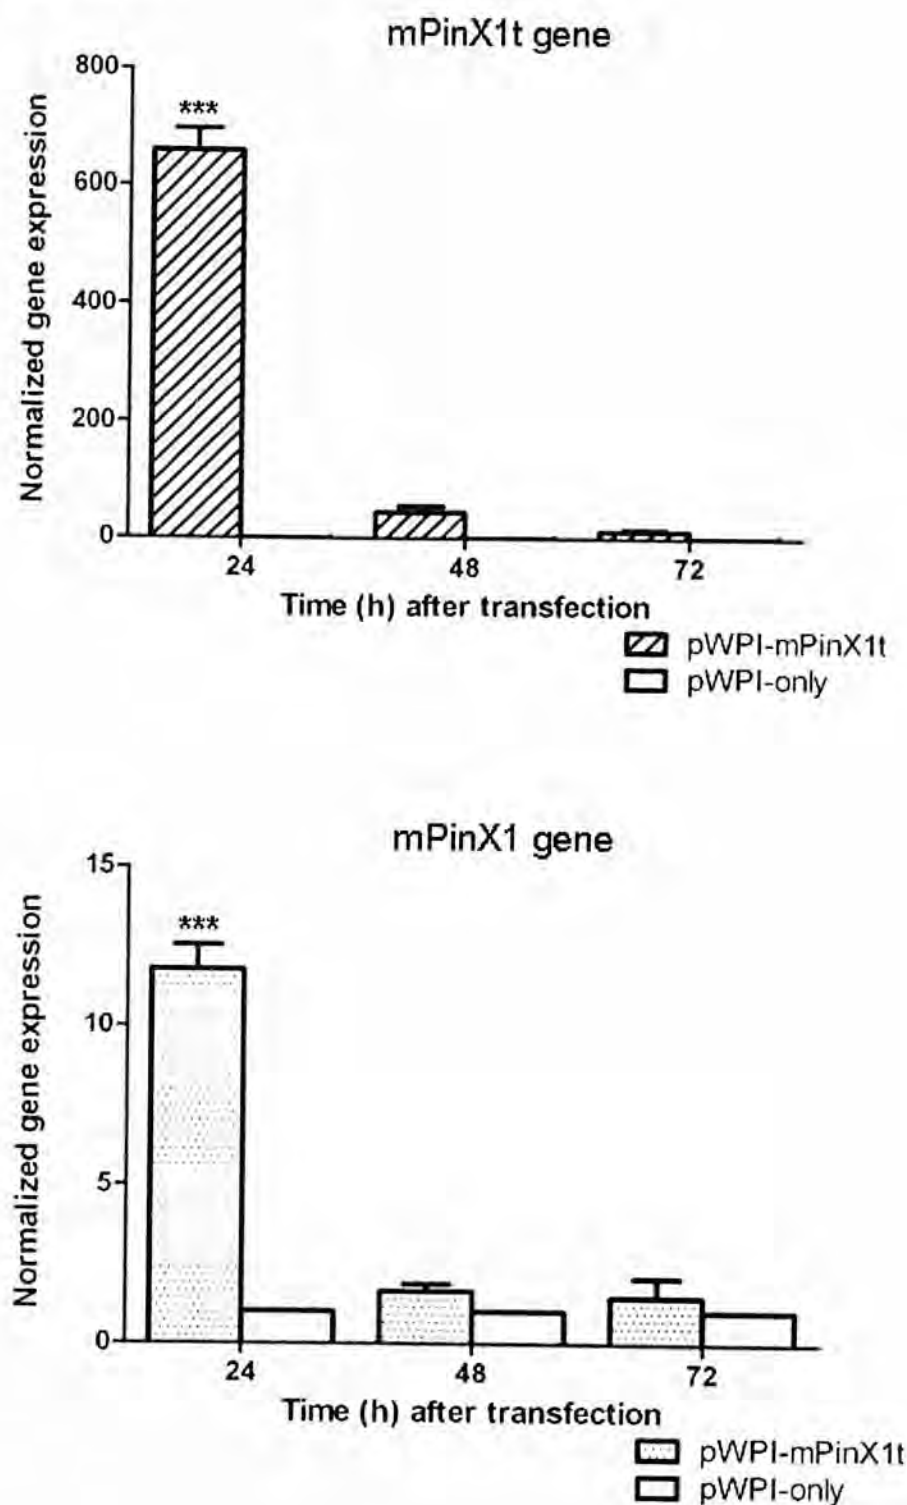 mPinX1t gene
800
***
600
400
200
0
Normalized gene expression
24 48 72
Time (h) after transfection
pWPI-mPinX1t
pWPI-only
mPinX1 gene
15
***
10
5
0
Normalized gene expression
24 48 72
Time (h) after transfection
pWPI-mPinX1t
pWPI-only